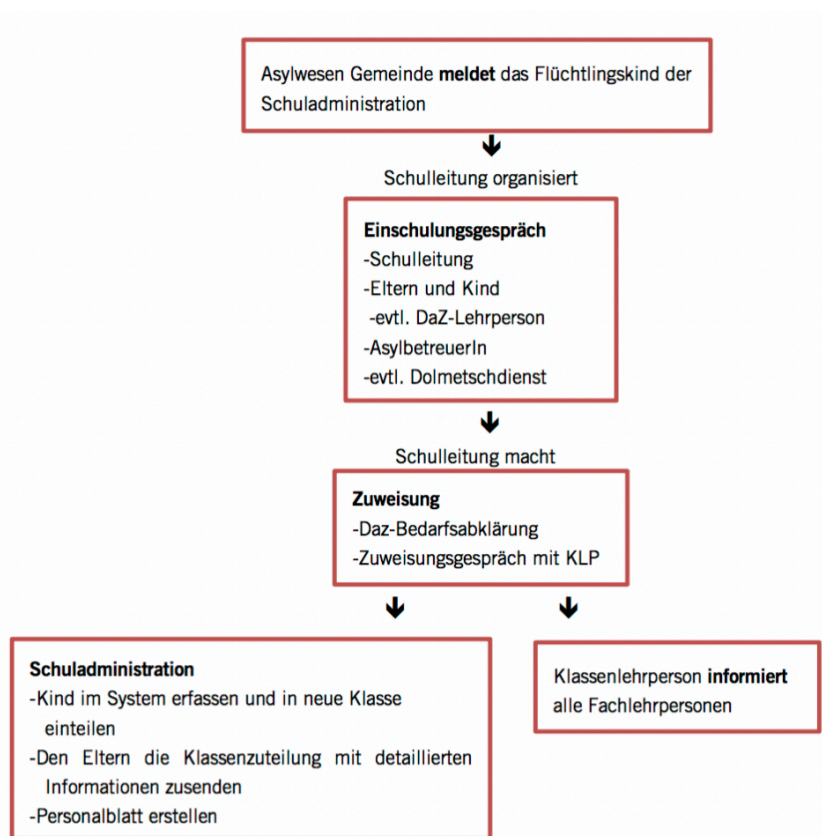 Asylwesen Gemeinde meldet das Flüchtlingskind der
Schuladministration
Schulleitung organisiert
Einschulungsgespräch
-Schulleitung
-Eltern und Kind
-evtl. DaZ-Lehrperson
-AsylbetreuerIn
-evtl. Dolmetschdienst
Schulleitung macht
Zuweisung
-Daz-Bedarfsabklärung
-Zuweisungsgespräch mit KLP
Schuladministration
-Kind im System erfassen und in neue Klasse
einteilen
-Den Eltern die Klassenzuteilung mit detaillierten
Informationen zusenden
-Personalblatt erstellen
Klassenlehrperson informiert
alle Fachlehrpersonen